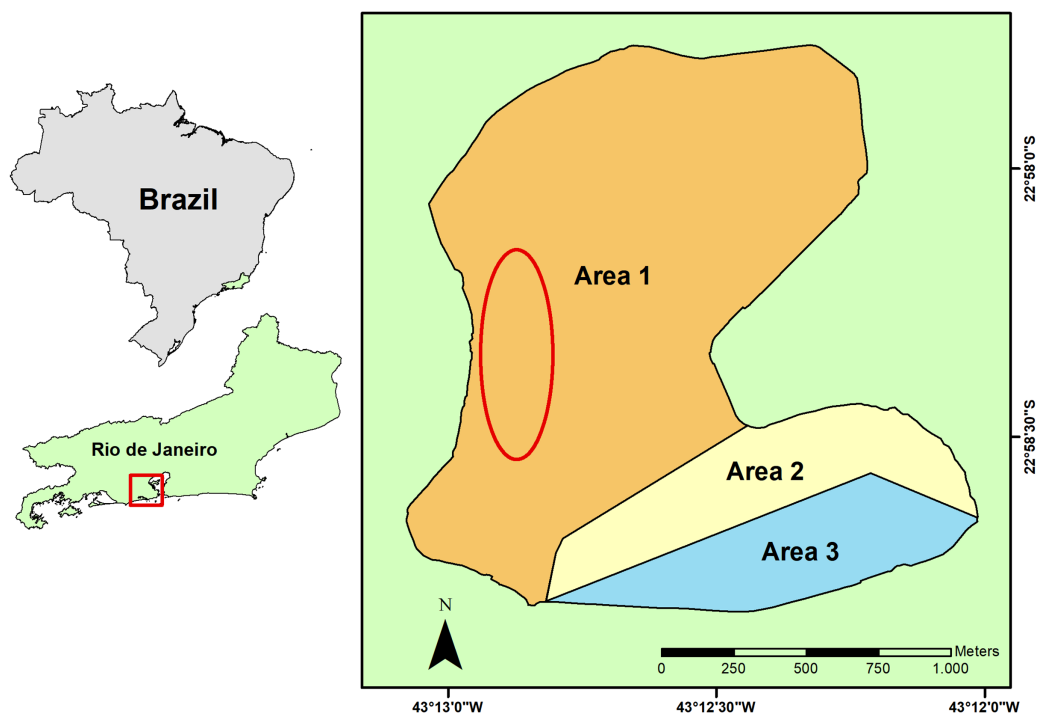 Brazil
Rio de Janeiro
Area 1
Area 2
Area 3
N
Meters
0 250 500 750 1.000
22°58'0"S
22°58'30"S
43°13'0"W 43°12'30"W 43°12'0"W